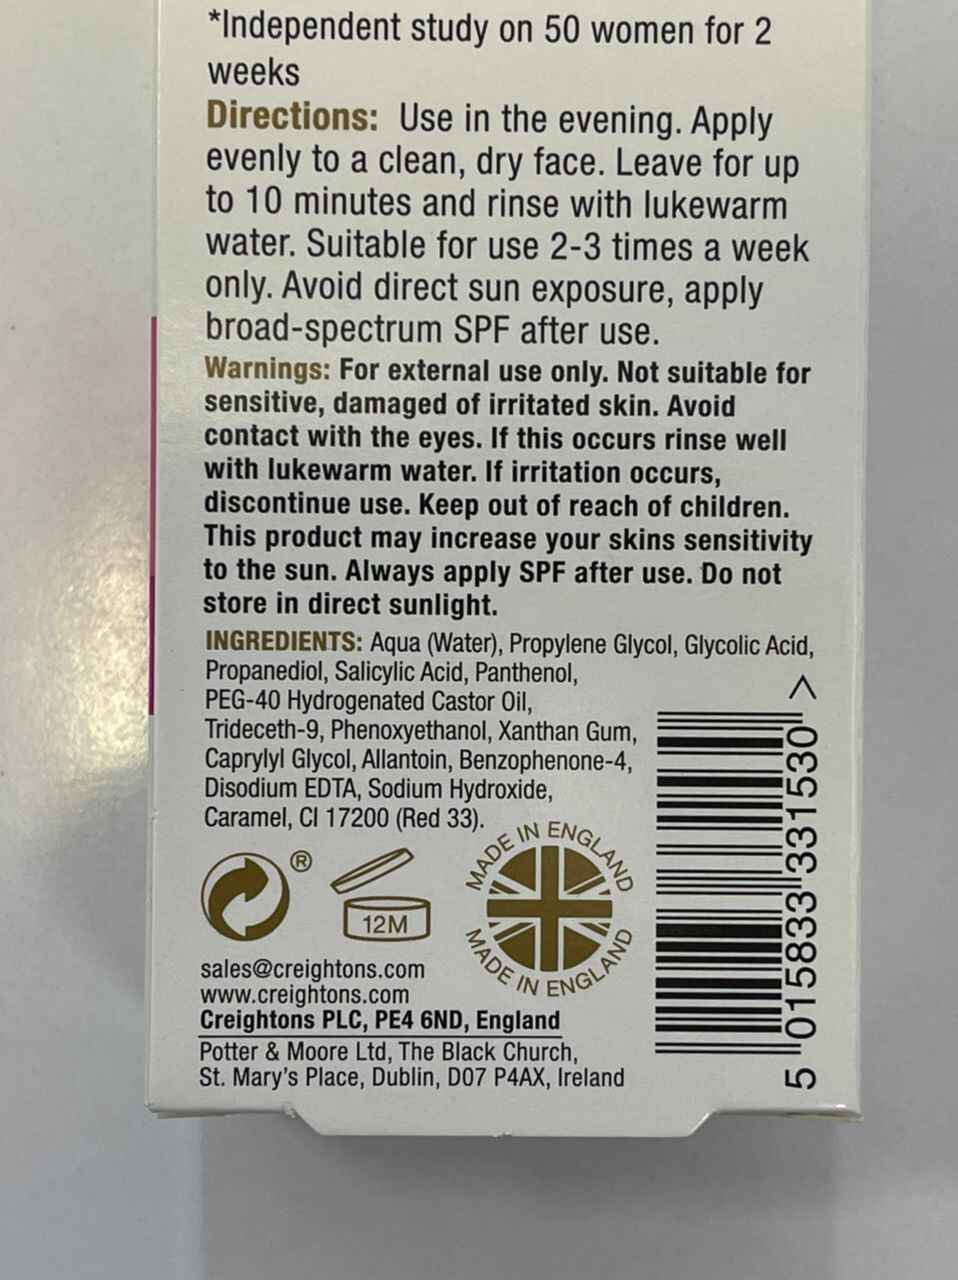 *Independent study on 50 women for 2
weeks
Directions: Use in the evening. Apply
evenly to a clean, dry face. Leave for up
to 10 minutes and rinse with lukewarm
water. Suitable for use 2-3 times a week
only. Avoid direct sun exposure, apply
broad-spectrum SPF after use.
Warnings: For external use only. Not suitable for
sensitive, damaged of irritated skin. Avoid
contact with the eyes. If this occurs rinse well
with lukewarm water. If irritation occurs,
discontinue use. Keep out of reach of children.
This product may increase your skins sensitivity
to the sun. Always apply SPF after use. Do not
store in direct sunlight.
INGREDIENTS: Aqua (Water), Propylene Glycol, Glycolic Acid,
Propanediol, Salicylic Acid, Panthenol,
PEG-40 Hydrogenated Castor Oil,
Trideceth-9, Phenoxyethanol, Xanthan Gum,
Caprylyl Glycol, Allantoin, Benzophenone-4,
Disodium EDTA, Sodium Hydroxide,
Caramel, CI 17200 (Red 33).
®
12M
MADE IN ENGLAND
MADE IN ENGLAND
sales@creightons.com
www.creightons.com
Creightons PLC, PE4 6ND, England
Potter & Moore Ltd, The Black Church,
St. Mary's Place, Dublin, D07 P4AX, Ireland
5 015833 331530 >